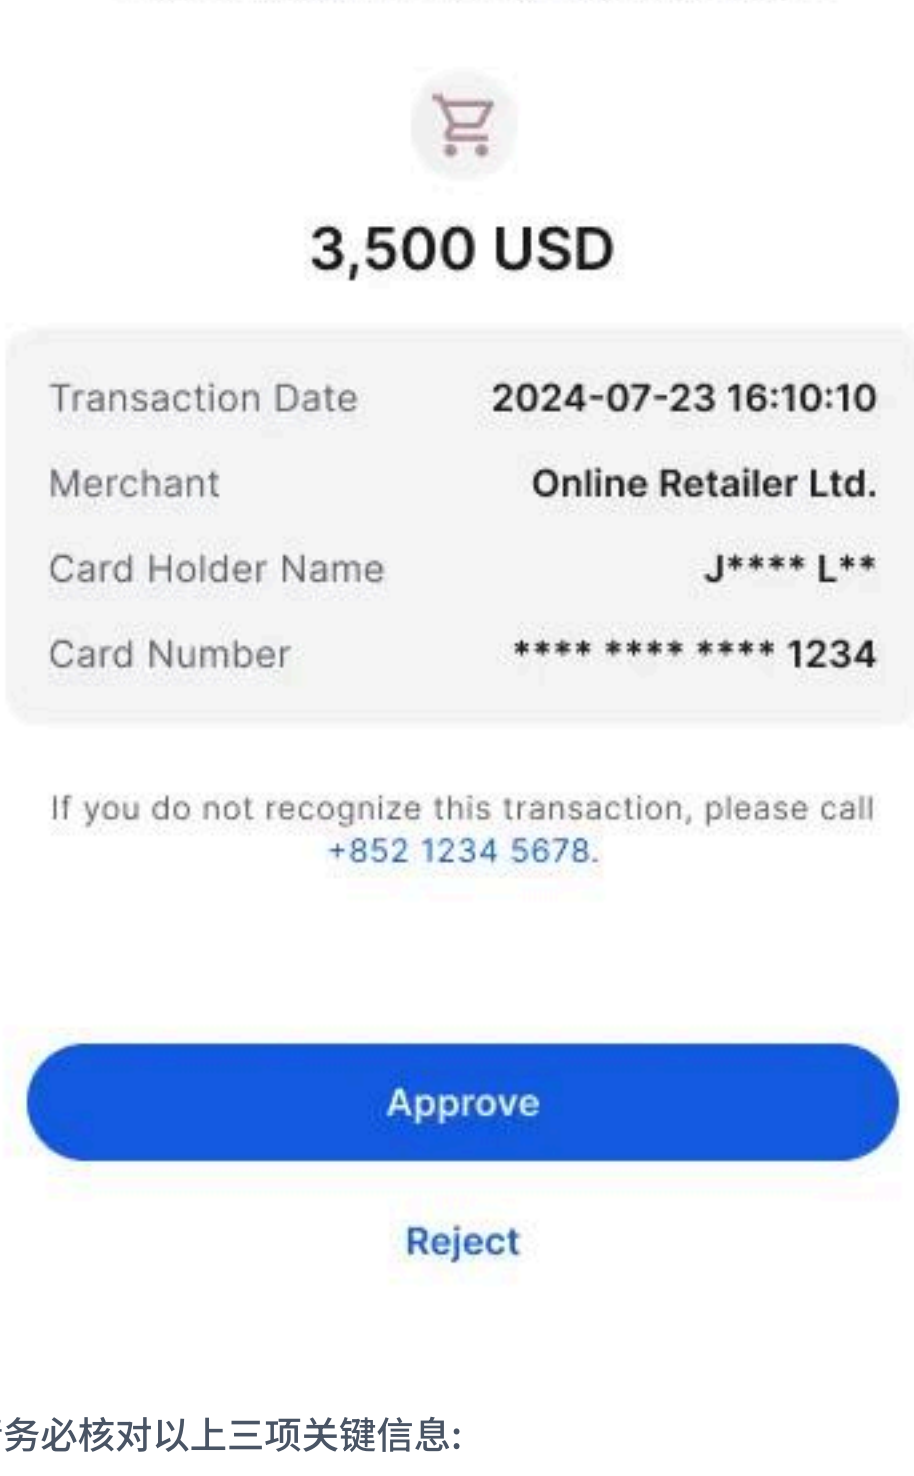 3,500 USD
Transaction Date 2024-07-23 16:10:10
Merchant Online Retailer Ltd.
Card Holder Name J**** L**
Card Number **** **** **** 1234
If you do not recognize this transaction, please call
+852 1234 5678.
Approve
Reject
务必核对以上三项关键信息: